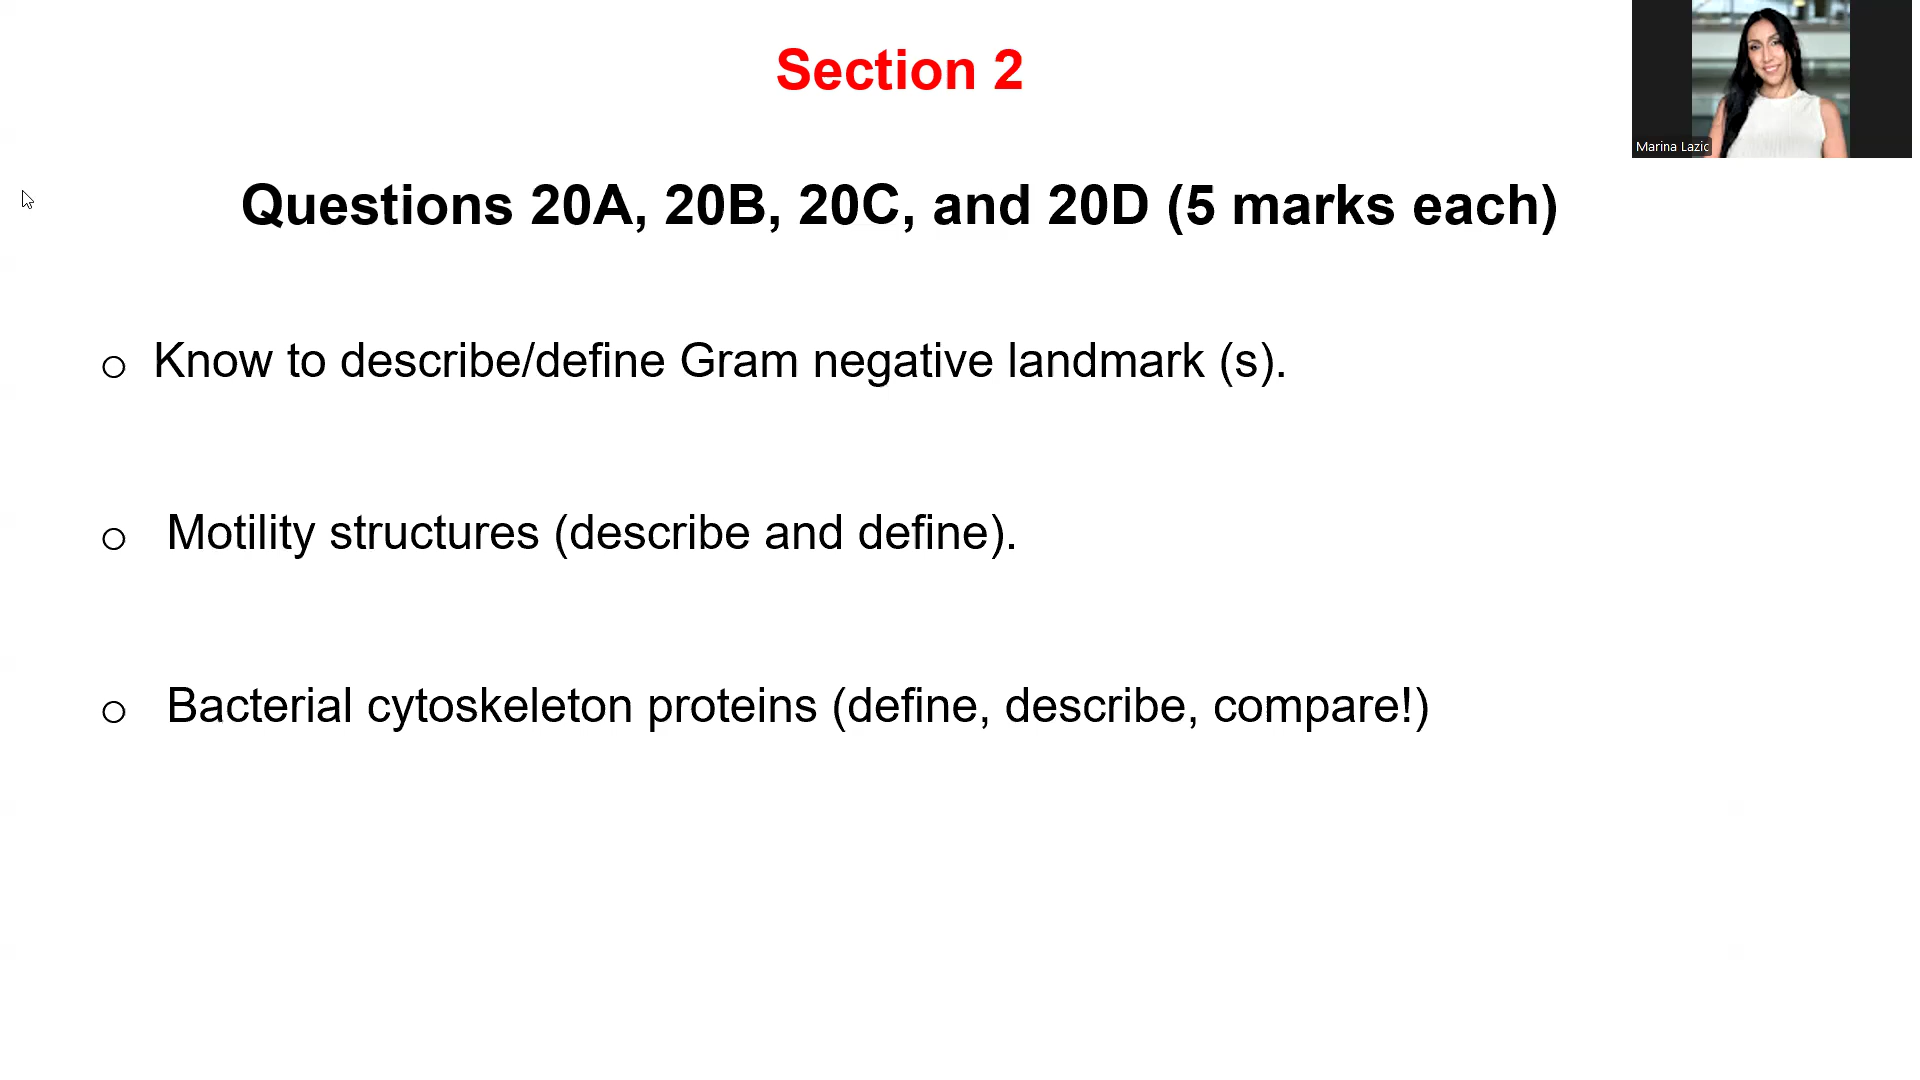 Section 2
Marina Lazic
Questions 20A, 20B, 20C, and 20D (5 marks each)
o Know to describe/define Gram negative landmark (s).
o Motility structures (describe and define).
o Bacterial cytoskeleton proteins (define, describe, compare!)